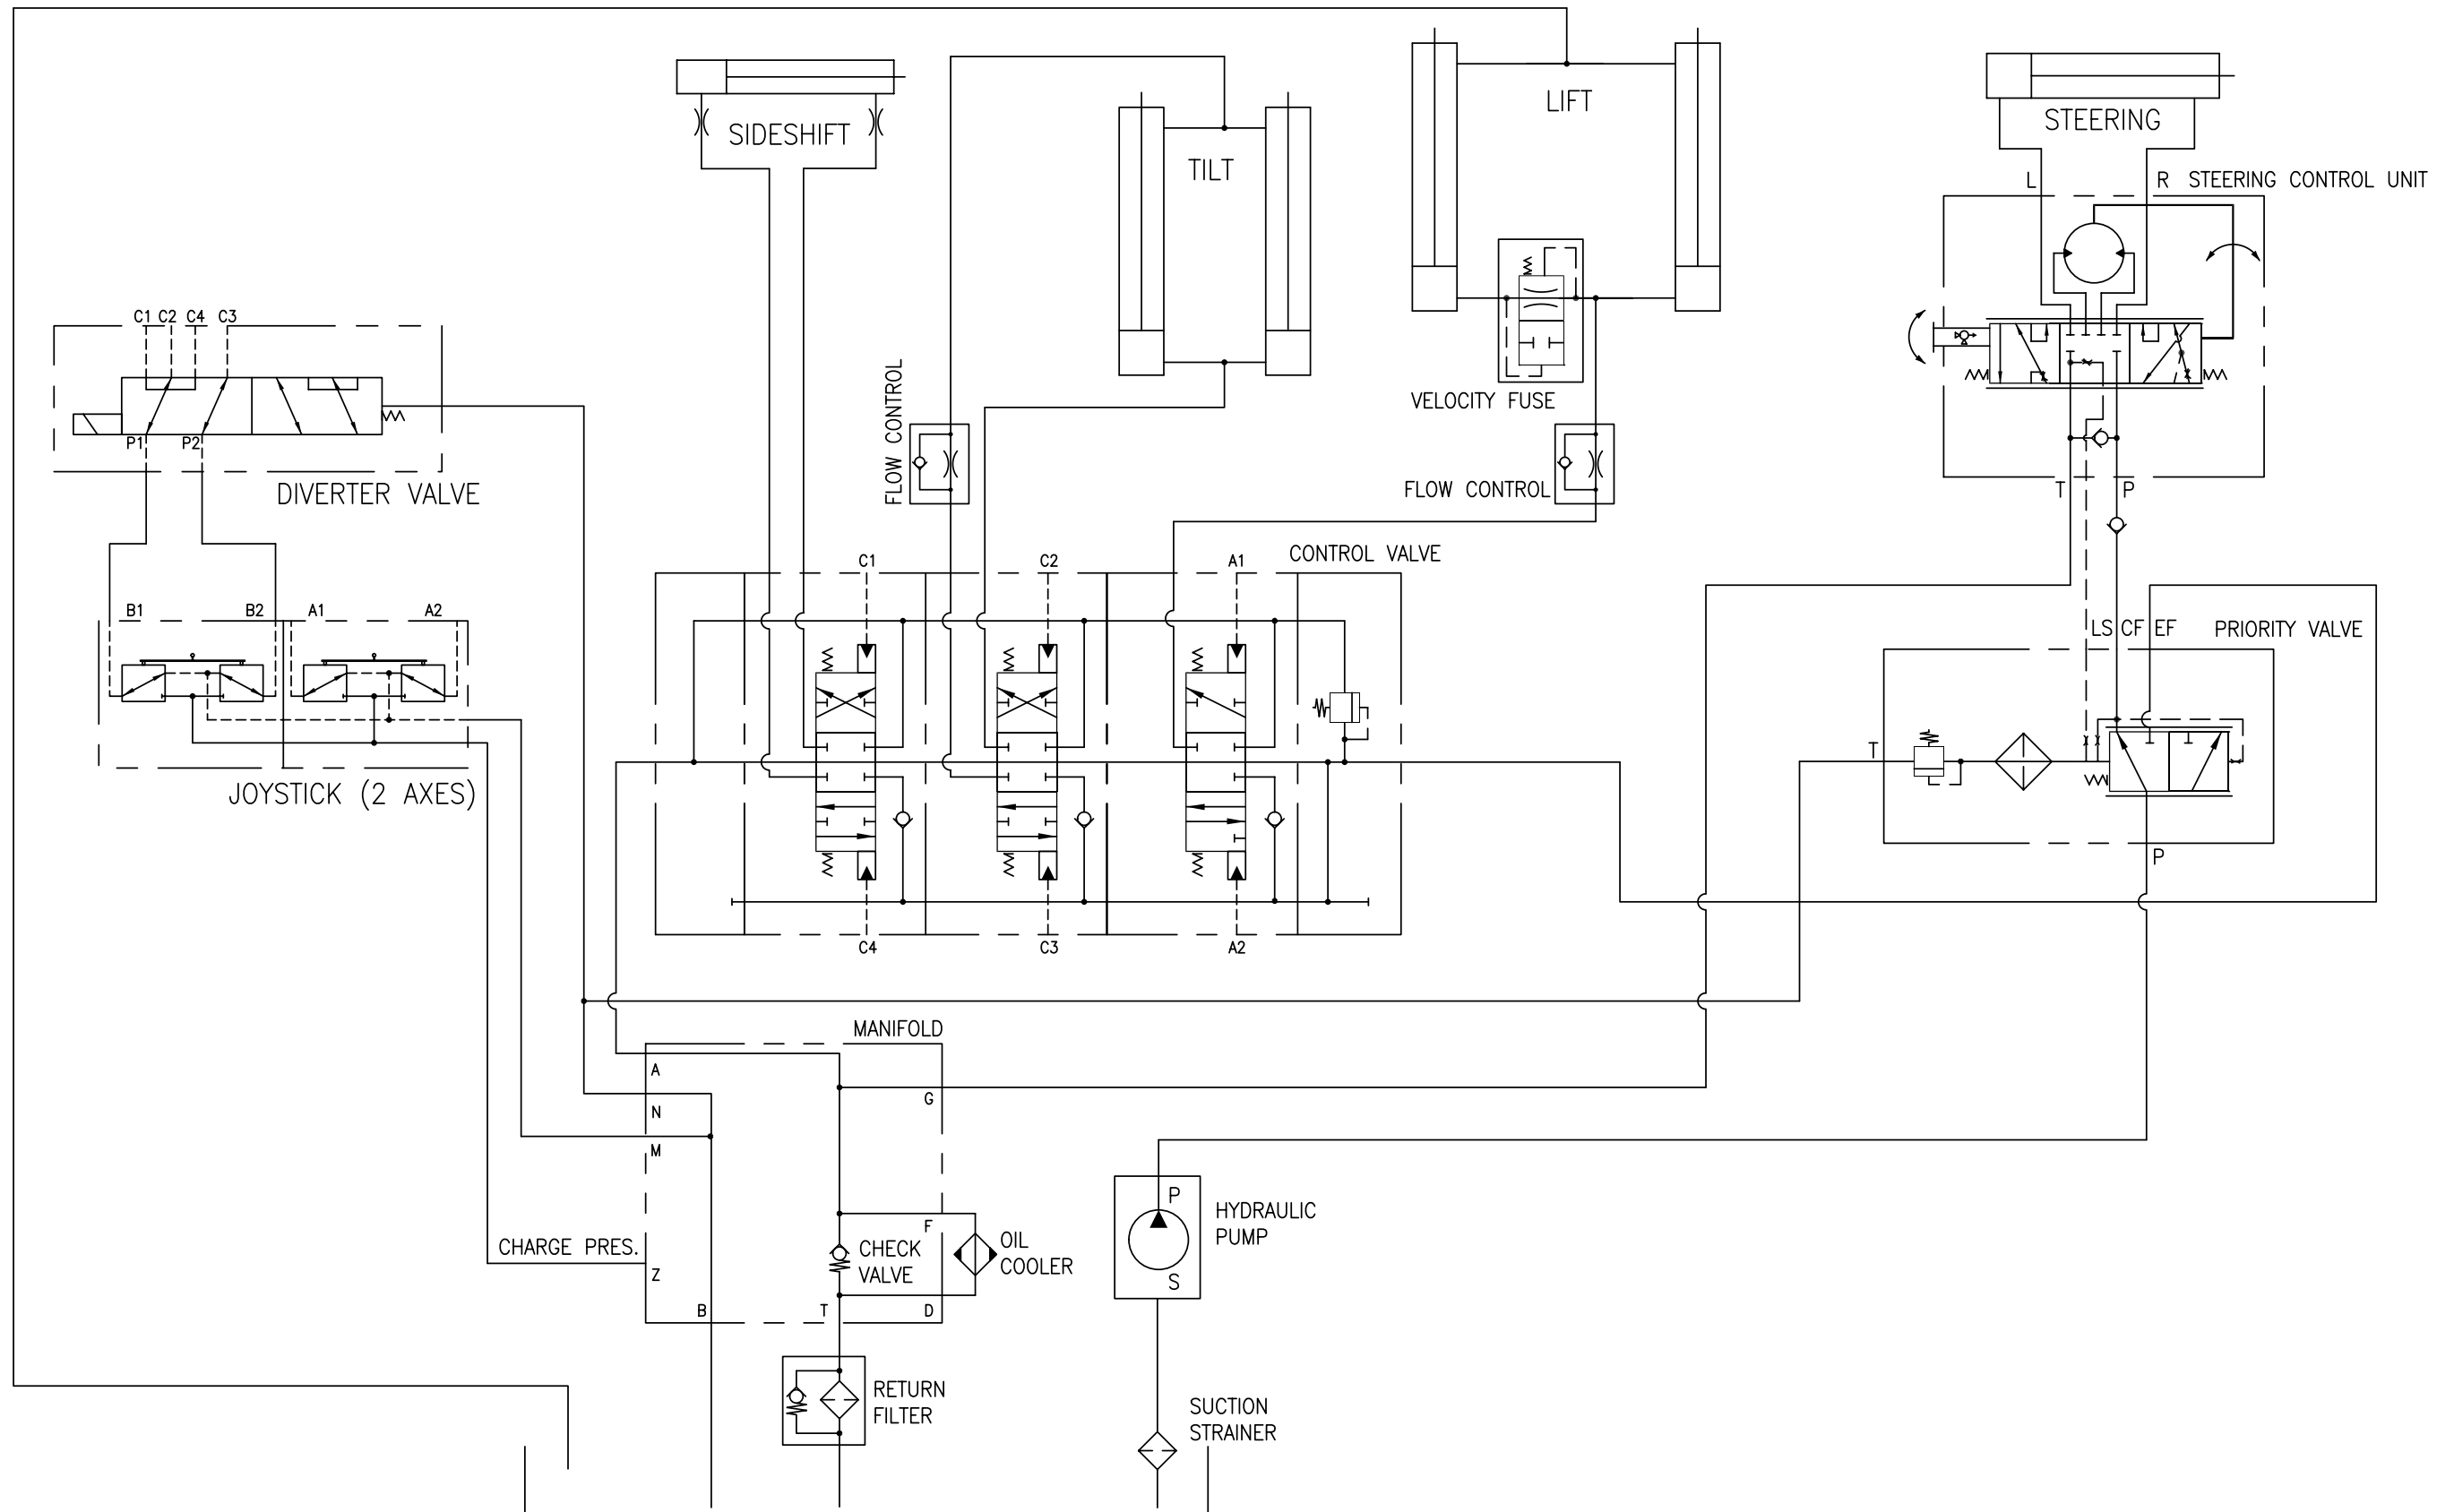 LIFT
SIDESHIFT
STEERING
TILT
L
R STEERING CONTROL UNIT
C1 C2 C4 C3
FLOW CONTROL
VELOCITY FUSE
P1 P2
DIVERTER VALVE
FLOW CONTROL
T P
C1 C2 A1 CONTROL VALVE
B1 B2 A1 A2
LS CF EF PRIORITY VALVE
T
JOYSTICK (2 AXES)
P
C4 C3 A2
MANIFOLD
A
G
N
M
P
HYDRAULIC
PUMP
F
OIL
COOLER
CHARGE PRES.
CHECK
VALVE
Z
S
B T D
RETURN
FILTER
SUCTION
STRAINER